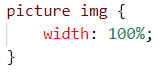 picture img {
    width: 100%;
}